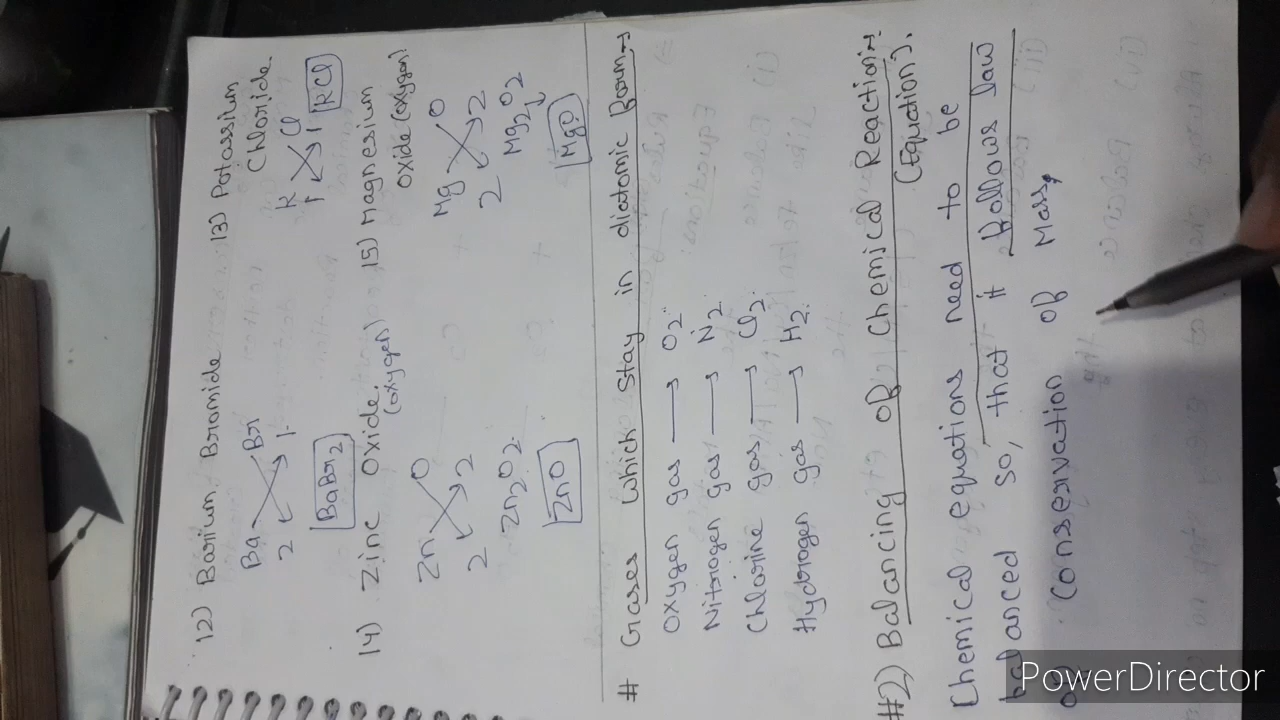 12) Barium Bromide
Ba Br
2 1
BaBr2
13) Potassium
Chloride.
K Cl
1 1
KCl
14) Zinc Oxide
(oxygen)
Zn O
2 2
Zn2O2
ZnO
15) Magnesium
Oxide (oxygen)
Mg O
2 2
Mg2O2
MgO
# Gases which stay in diatomic form
Oxygen gas → O2
Nitrogen gas → N2
Chlorine gas → Cl2
Hydrogen gas → H2
#2) Balancing of Chemical Reaction
(Equation).
Chemical equations need to be
balanced so, that it follows law
of Conservation of Mass
PowerDirector